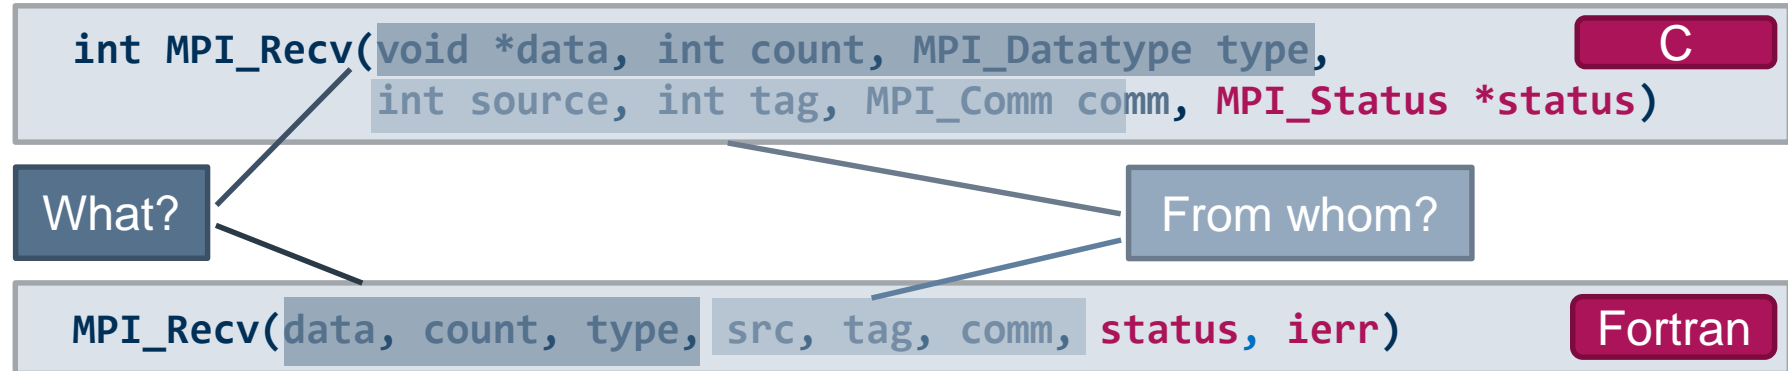 int MPI_Recv(void *data, int count, MPI_Datatype type,
C
int source, int tag, MPI_Comm comm, MPI_Status *status)
What?
From whom?
MPI_Recv(data, count, type, src, tag, comm, status, ierr)
Fortran